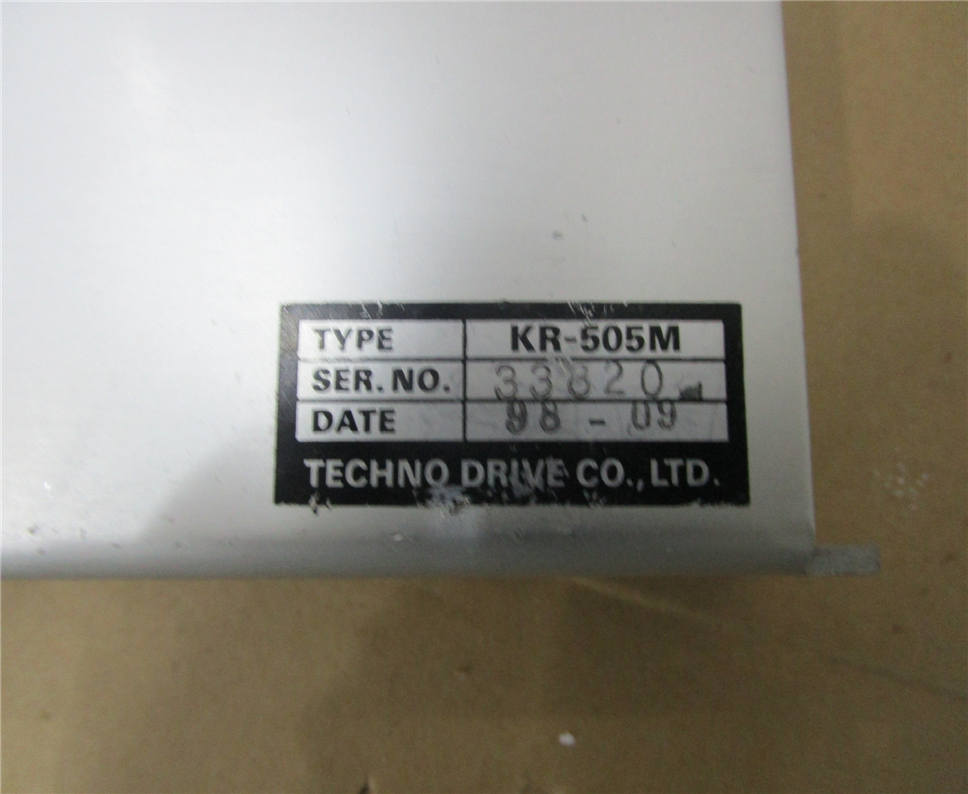 TYPE KR-505M
SER. NO. 33820
DATE 98 - 09
TECHNO DRIVE CO., LTD.